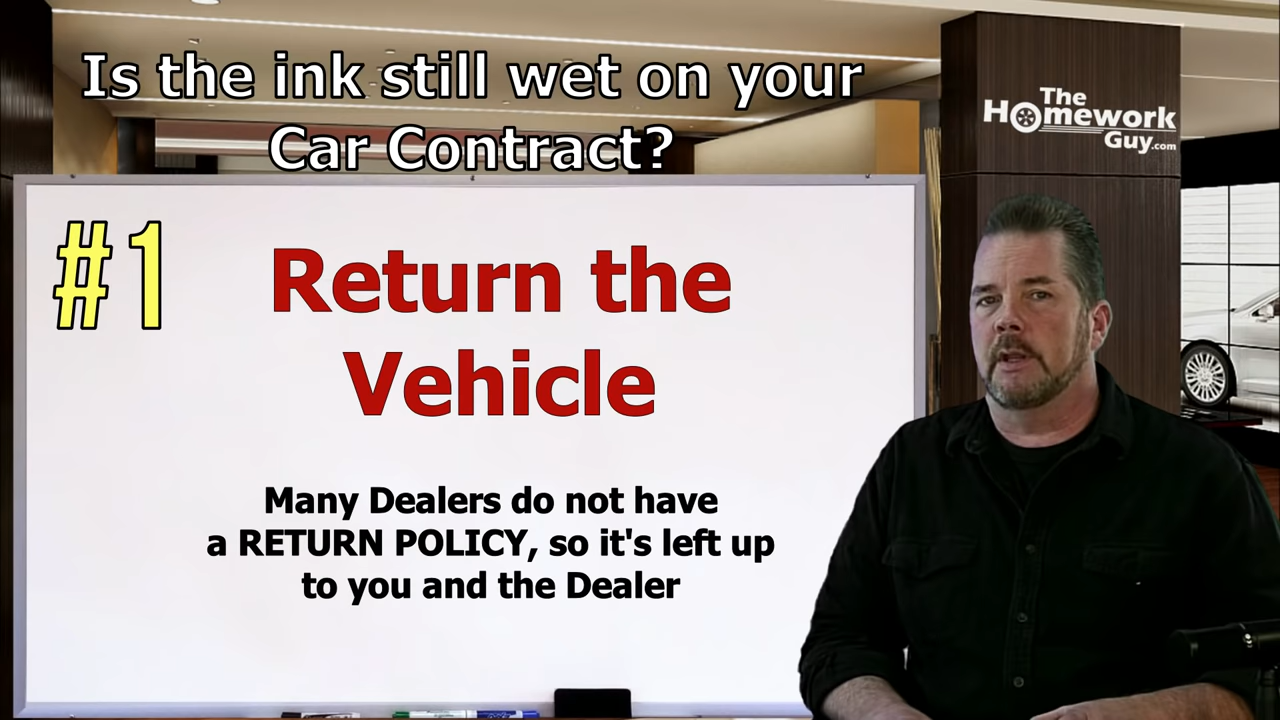 Is the ink still wet on your
Car Contract?
The
Homework
Guy.com
#1
Return the
Vehicle
Many Dealers do not have
a RETURN POLICY, so it's left up
to you and the Dealer